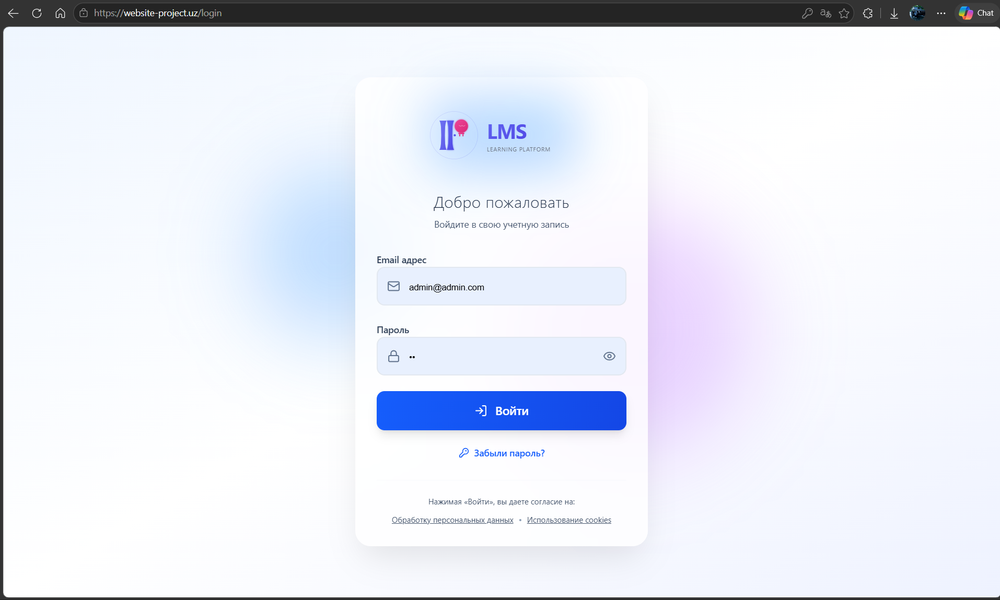 https://website-project.uz/login
Chat
LMS
LEARNING PLATFORM
Добро пожаловать
Войдите в свою учетную запись
Email адрес
admin@admin.com
Пароль
••
Войти
Забыли пароль?
Нажимая «Войти», вы даете согласие на:
Обработку персональных данных • Использование cookies